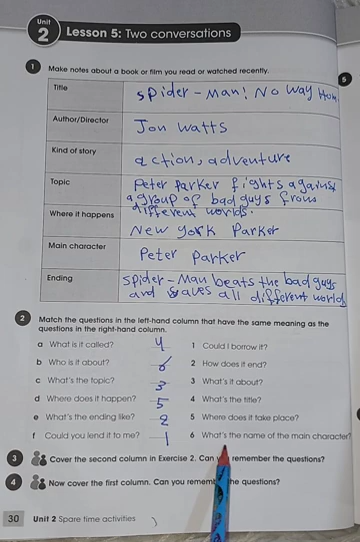 Unit
2
Lesson 5: Two conversations
1 Make notes about a book or film you read or watched recently.
5
Title
spider-man! No way Hom
Author/Director
Jon watts
Kind of story
action, adventure
Topic
Peter parker fights against
a group of bad guys from
different worlds.
Where it happens
New york Parker
Main character
Peter parker
Ending
spider-Man beats the bad guys
and saves all different worlds
2 Match the questions in the left-hand column that have the same meaning as the
questions in the right-hand column.
a What is it called? 4 1 Could I borrow it?
b Who is it about? 6 2 How does it end?
c What's the topic? 3 3 What's it about?
d Where does it happen? 5 4 What's the title?
e What's the ending like? 2 5 Where does it take place?
f Could you lend it to me? 1 6 What's the name of the main character?
3 Cover the second column in Exercise 2. Can remember the questions?
4 Now cover the first column. Can you the questions?
30 Unit 2 Spare time activities